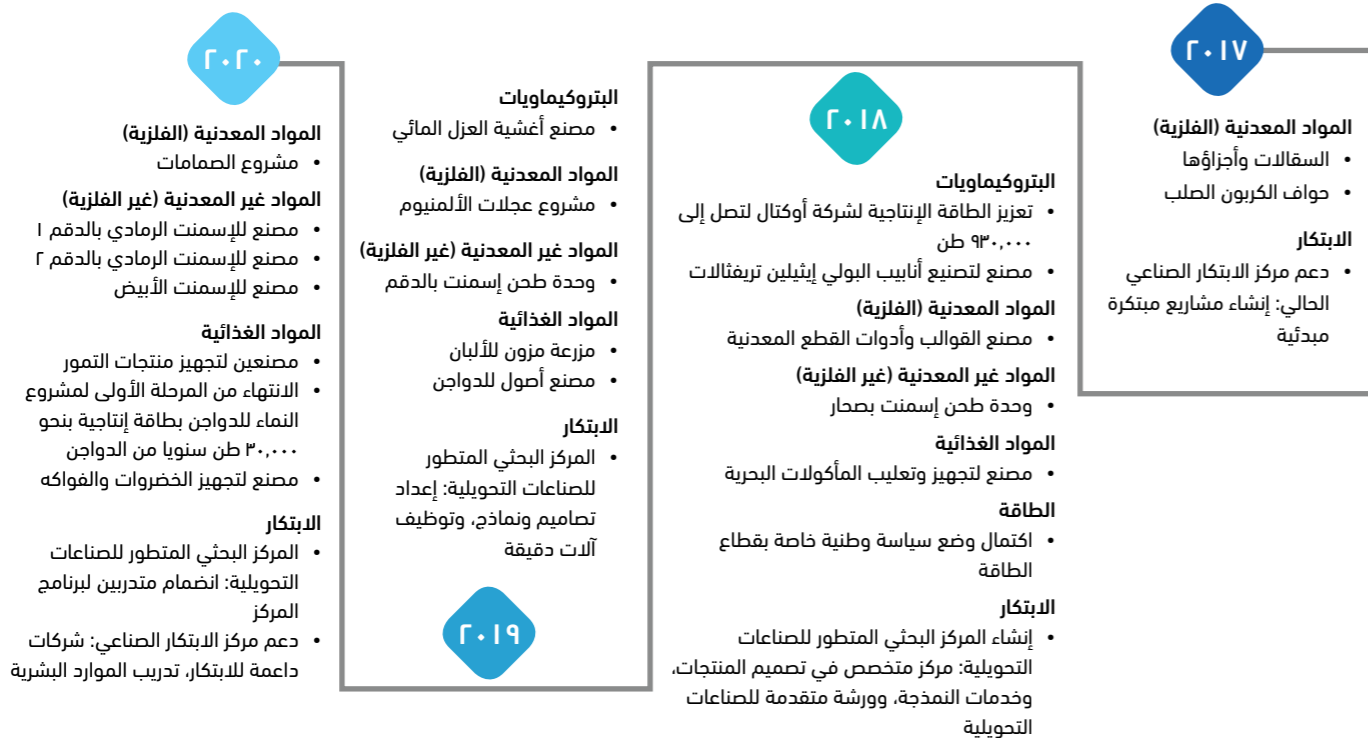 ٢٠١٧
المواد المعدنية (الفلزية)
• السقالات وأجزاؤها
• حواف الكربون الصلب
الابتكار
• دعم مركز الابتكار الصناعي
الحالي: إنشاء مشاريع مبتكرة
مبدئية
٢٠١٨
البتروكيماويات
• تعزيز الطاقة الإنتاجية لشركة أوكتال لتصل إلى
٩٣٠,٠٠٠ طن
• مصنع لتصنيع أنابيب البولي إيثيلين تريفثالات
المواد المعدنية (الفلزية)
• مصنع القوالب وأدوات القطع المعدنية
المواد غير المعدنية (غير الفلزية)
• وحدة طحن إسمنت بصحار
المواد الغذائية
• مصنع لتجهيز وتعليب المأكولات البحرية
الطاقة
• اكتمال وضع سياسة وطنية خاصة بقطاع
الطاقة
الابتكار
• إنشاء المركز البحثي المتطور للصناعات
التحويلية: مركز متخصص في تصميم المنتجات،
وخدمات النمذجة، وورشة متقدمة للصناعات
التحويلية
البتروكيماويات
• مصنع أغشية العزل المائي
المواد المعدنية (الفلزية)
• مشروع عجلات الألمنيوم
المواد غير المعدنية (غير الفلزية)
• وحدة طحن إسمنت بالدقم
المواد الغذائية
• مزرعة مزون للألبان
• مصنع أصول للدواجن
الابتكار
• المركز البحثي المتطور
للصناعات التحويلية: إعداد
تصاميم ونماذج، وتوظيف
آلات دقيقة
٢٠١٩
٢٠٢٠
المواد المعدنية (الفلزية)
• مشروع الصمامات
المواد غير المعدنية (غير الفلزية)
• مصنع للإسمنت الرمادي بالدقم ١
• مصنع للإسمنت الرمادي بالدقم ٢
• مصنع للإسمنت الأبيض
المواد الغذائية
• مصنعين لتجهيز منتجات التمور
• الانتهاء من المرحلة الأولى لمشروع
النماء للدواجن بطاقة إنتاجية بنحو
٣٠,٠٠٠ طن سنويا من الدواجن
• مصنع لتجهيز الخضروات والفواكه
الابتكار
• المركز البحثي المتطور للصناعات
التحويلية: انضمام متدربين لبرنامج
المركز
• دعم مركز الابتكار الصناعي: شركات
داعمة للابتكار، تدريب الموارد البشرية